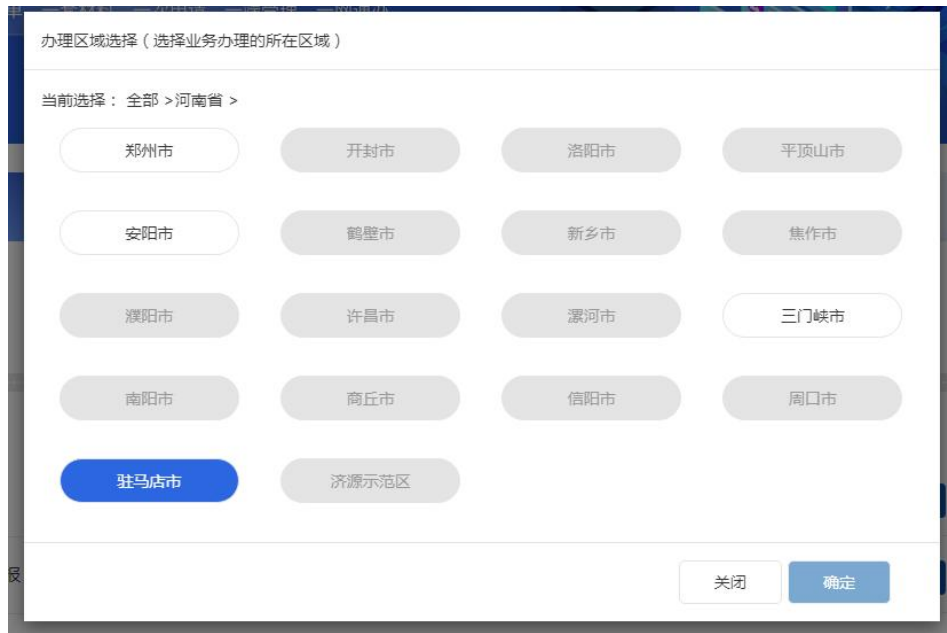 办理区域选择（选择业务办理的所在区域）
当前选择： 全部 >河南省 >
郑州市 开封市 洛阳市 平顶山市
安阳市 鹤壁市 新乡市 焦作市
濮阳市 许昌市 漯河市 三门峡市
南阳市 商丘市 信阳市 周口市
驻马店市 济源示范区
关闭 确定